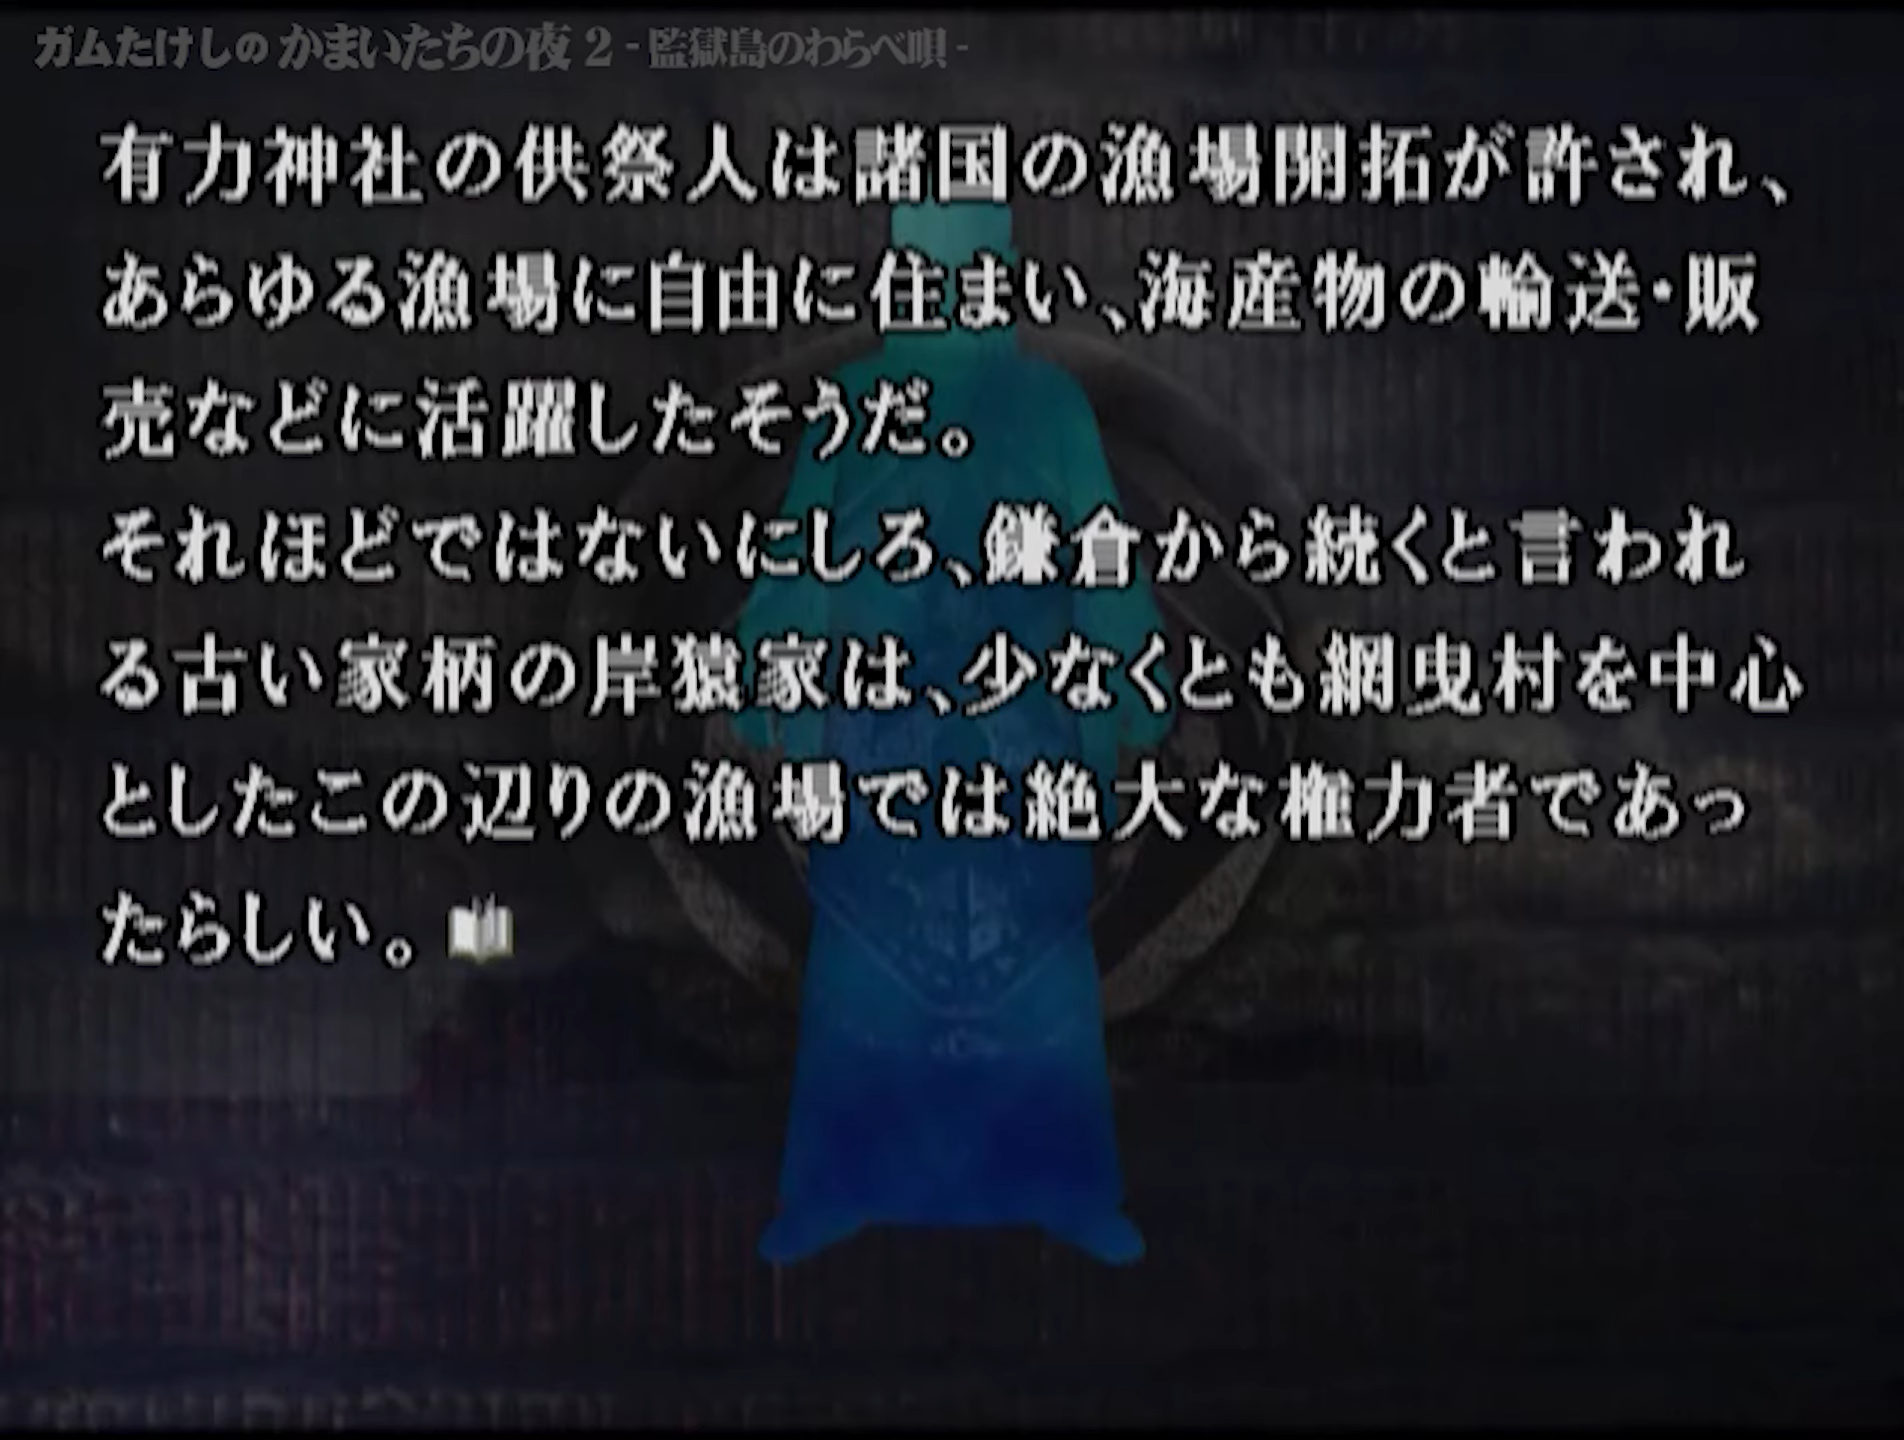 ガムたけしの かまいたちの夜 2 - 監獄島のわらべ唄 -
有力神社の供祭人は諸国の漁場開拓が許され、
あらゆる漁場に自由に住まい、海産物の輸送・販
売などに活躍したそうだ。
それほどではないにしろ、鎌倉から続くと言われ
る古い家柄の岸猿家は、少なくとも網曳村を中心
としたこの辺りの漁場では絶大な権力者であっ
たらしい。